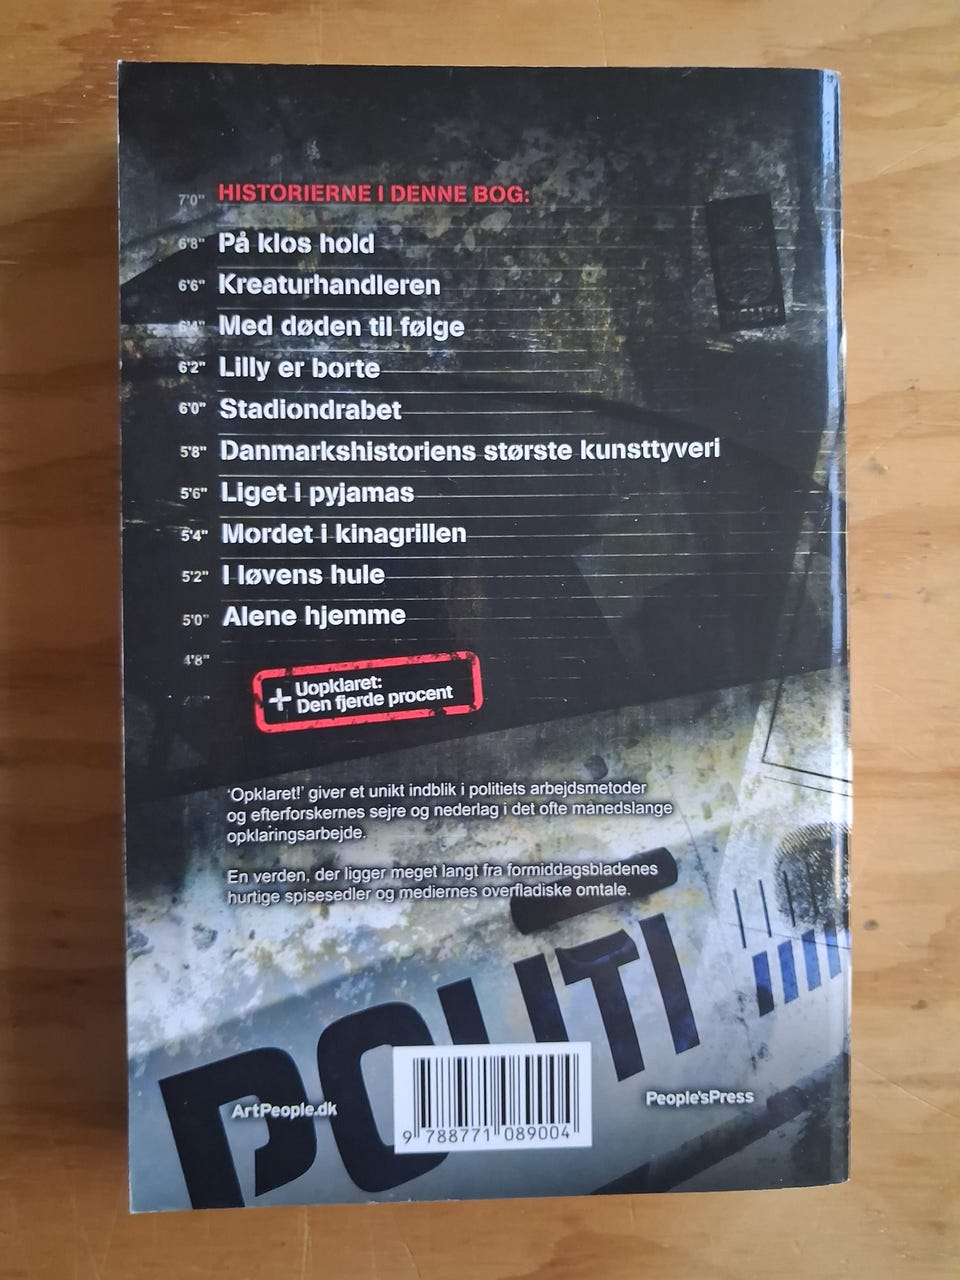 7'0" HISTORIERNE I DENNE BOG:
6'8" På klos hold
6'6" Kreaturhandleren
6'4" Med døden til følge
6'2" Lilly er borte
6'0" Stadiondrabet
5'8" Danmarkshistoriens største kunsttyveri
5'6" Liget i pyjamas
5'4" Mordet i kinagrillen
5'2" I løvens hule
5'0" Alene hjemme
4'8"
+ Uopklaret:
Den fjerde procent
‘Opklaret!’ giver et unikt indblik i politiets arbejdsmetoder
og efterforskernes sejre og nederlag i det ofte månedslange
opklaringsarbejde.
En verden, der ligger meget langt fra formiddagsbladenes
hurtige spisesedler og mediernes overfladiske omtale.
POLITI
ArtPeople.dk
People'sPress
9 788771 089004